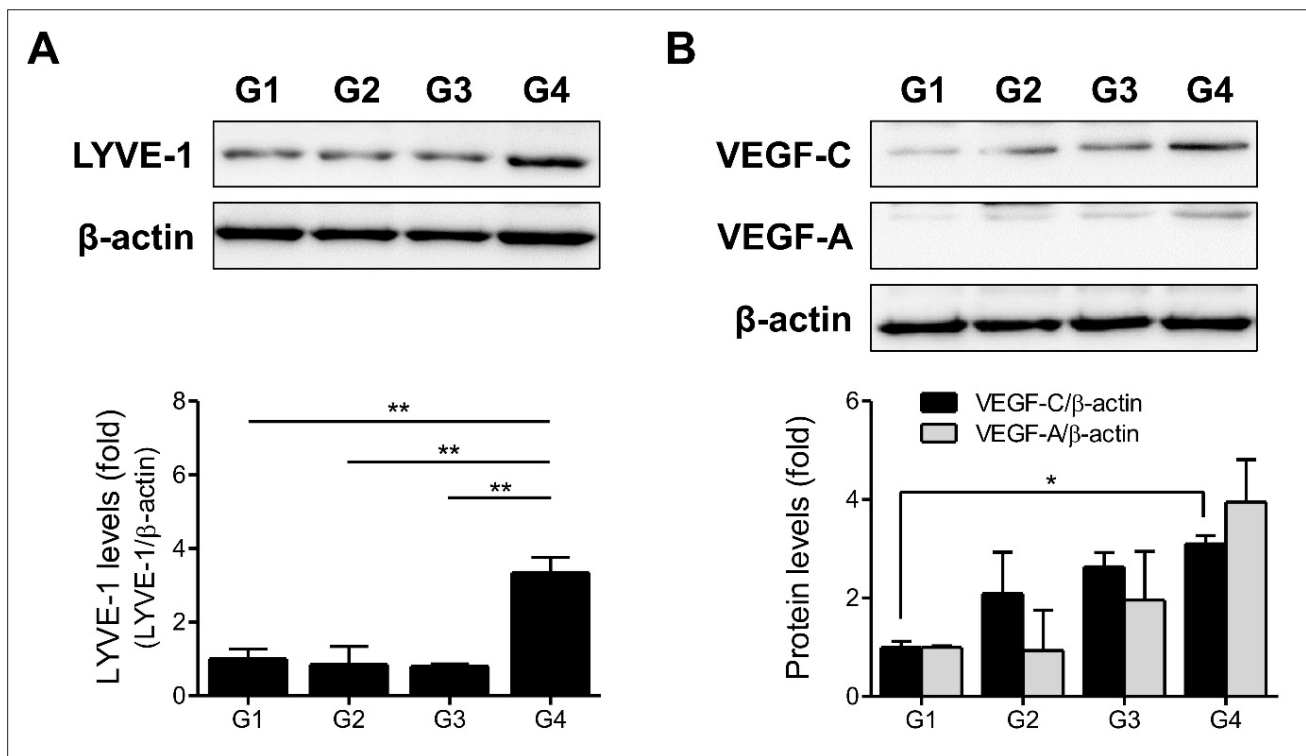 A
G1 G2 G3 G4
LYVE-1
β-actin
LYVE-1 levels (fold)
(LYVE-1/β-actin)
8
6
4
2
0
**
**
**
G1 G2 G3 G4
B
G1 G2 G3 G4
VEGF-C
VEGF-A
β-actin
Protein levels (fold)
6
4
2
0
VEGF-C/β-actin
VEGF-A/β-actin
*
G1 G2 G3 G4